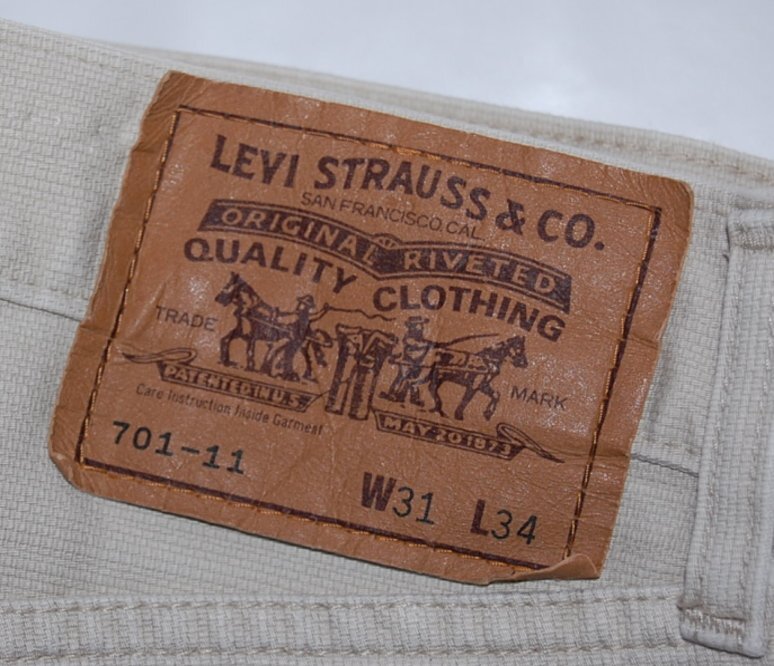 LEVI STRAUSS & CO.
SAN FRANCISCO.CAL.
ORIGINAL RIVETED
QUALITY CLOTHING
TRADE MARK
PATENTED IN U.S.
MAY 20 1873
Care Instruction Inside Garment
701-11
W31 L34